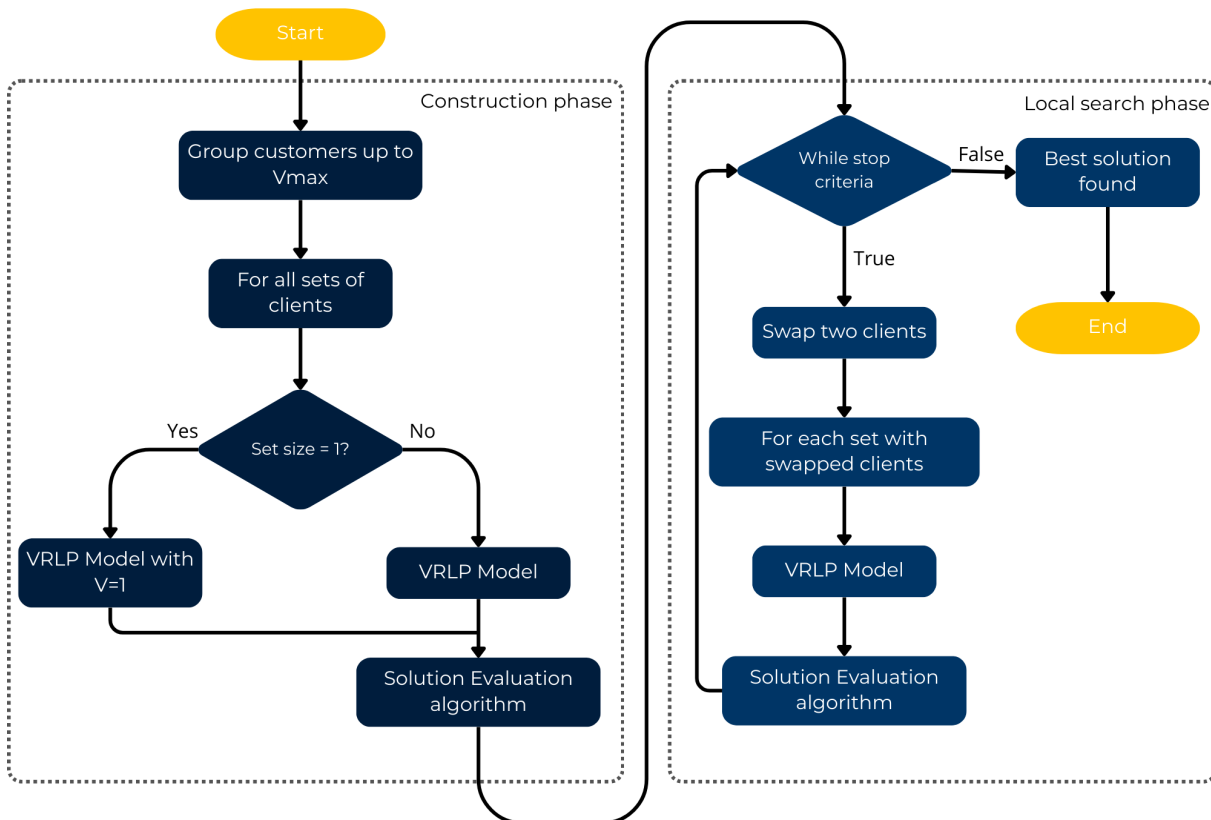 Start
Construction phase
Group customers up to
Vmax
For all sets of
clients
Set size = 1?
Yes
No
VRLP Model with
V=1
VRLP Model
Solution Evaluation
algorithm
Local search phase
While stop
criteria
False
Best solution
found
True
End
Swap two clients
For each set with
swapped clients
VRLP Model
Solution Evaluation
algorithm